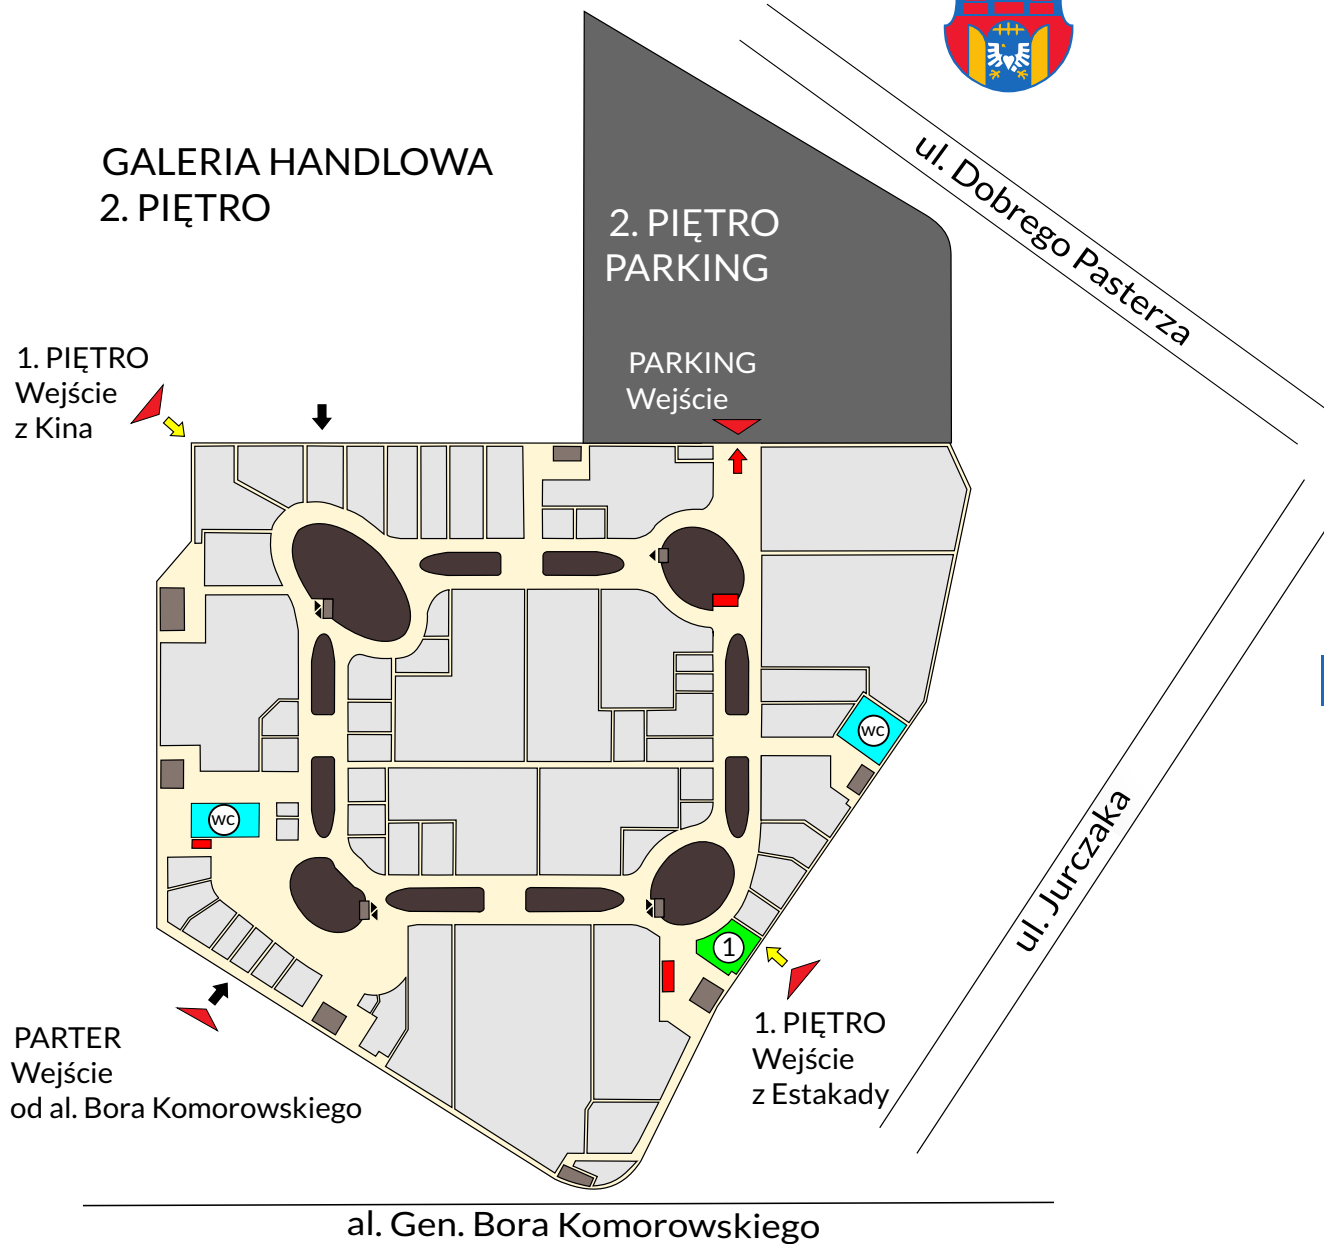 GALERIA HANDLOWA
2. PIĘTRO
2. PIĘTRO
PARKING
PARKING
Wejście
ul. Dobrego Pasterza
1. PIĘTRO
Wejście
z Kina
wc
wc
1
ul. Jurczaka
PARTER
Wejście
od al. Bora Komorowskiego
1. PIĘTRO
Wejście
z Estakady
al. Gen. Bora Komorowskiego